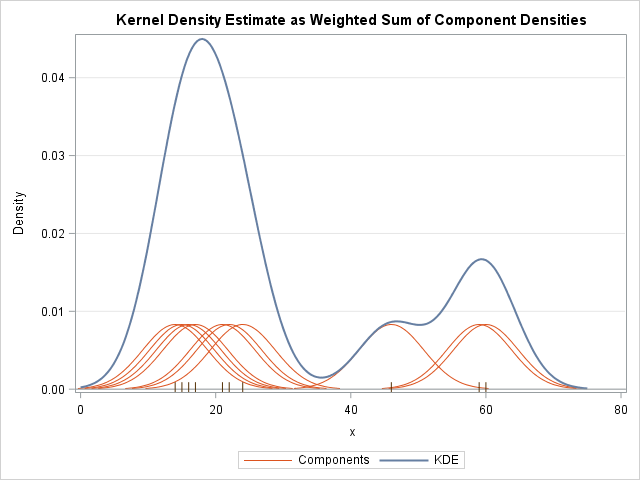 Kernel Density Estimate as Weighted Sum of Component Densities
0.04
0.03
0.02
0.01
0.00
Density
0 20 40 60 80
x
Components KDE